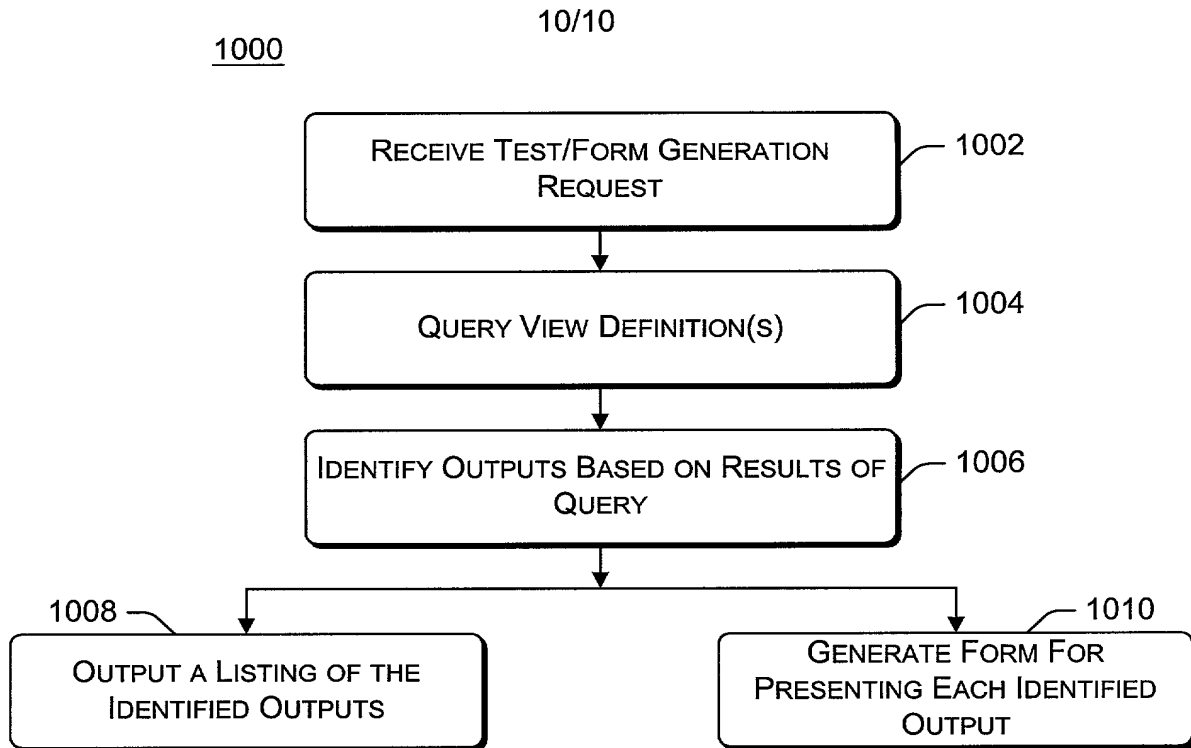 10/10
1000
RECEIVE TEST/FORM GENERATION
REQUEST
1002
QUERY VIEW DEFINITION(S)
1004
IDENTIFY OUTPUTS BASED ON RESULTS OF
QUERY
1006
1008
OUTPUT A LISTING OF THE
IDENTIFIED OUTPUTS
1010
GENERATE FORM FOR
PRESENTING EACH IDENTIFIED
OUTPUT